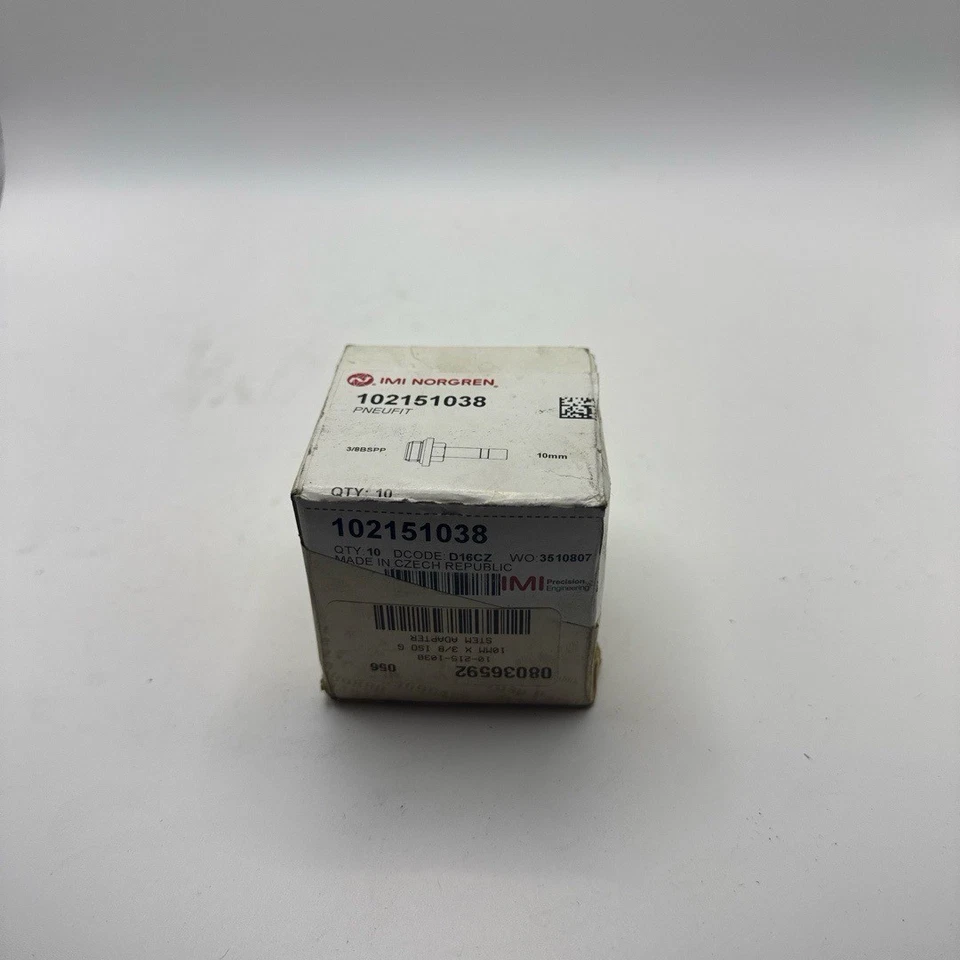 IMI NORGREN
102151038
PNEUFIT
3/8BSPP
10mm
QTY: 10
102151038
QTY: 10 DCODE: D16CZ WO: 3510807
MADE IN CZECH REPUBLIC
IMI Precision
Engineering
STEM ADAPTER
10MM X 3/8 ISO G
10-215-1038
08036592 056